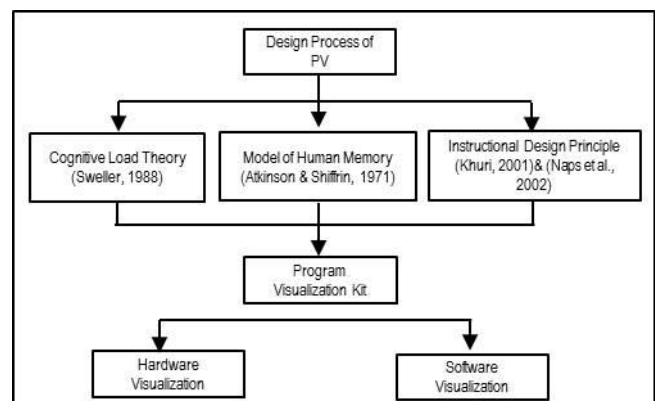 Design Process of
PV
Cognitive Load Theory
(Sweller, 1988)
Model of Human Memory
(Atkinson & Shiffrin, 1971)
Instructional Design Principle
(Khuri, 2001)& (Naps et al.,
2002)
Program
Visualization Kit
Hardware
Visualization
Software
Visualization